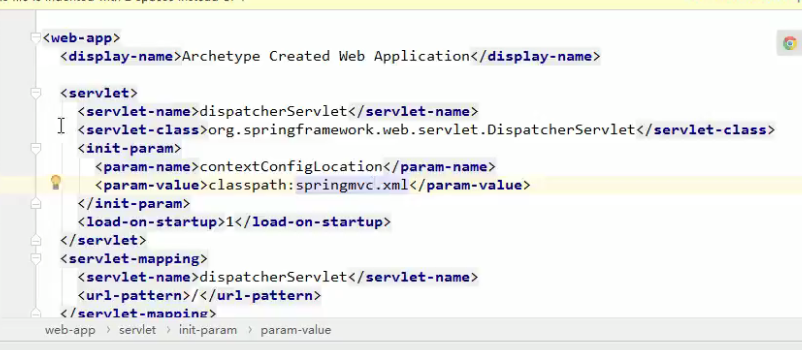 <web-app>
<display-name>Archetype Created Web Application</display-name>
<servlet>
<servlet-name>dispatcherServlet</servlet-name>
<servlet-class>org.springframework.web.servlet.DispatcherServlet</servlet-class>
<init-param>
<param-name>contextConfigLocation</param-name>
<param-value>classpath:springmvc.xml</param-value>
</init-param>
<load-on-startup>1</load-on-startup>
</servlet>
<servlet-mapping>
<servlet-name>dispatcherServlet</servlet-name>
<url-pattern>/</url-pattern>
</servlet-mapping>
web-app > servlet > init-param > param-value